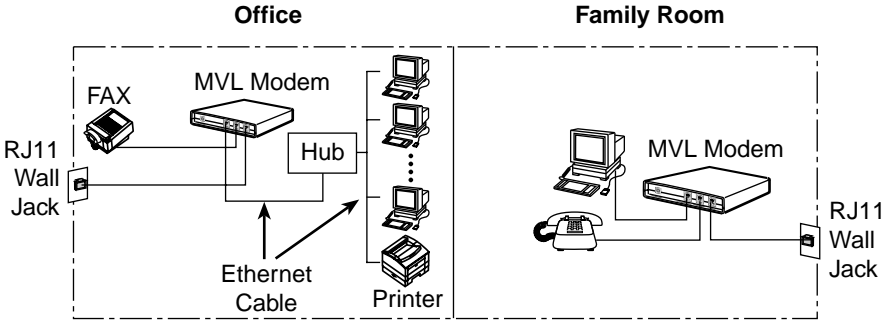 Office
Family Room
FAX
MVL Modem
RJ11
Wall
Jack
Hub
Ethernet
Cable
Printer
MVL Modem
RJ11
Wall
Jack